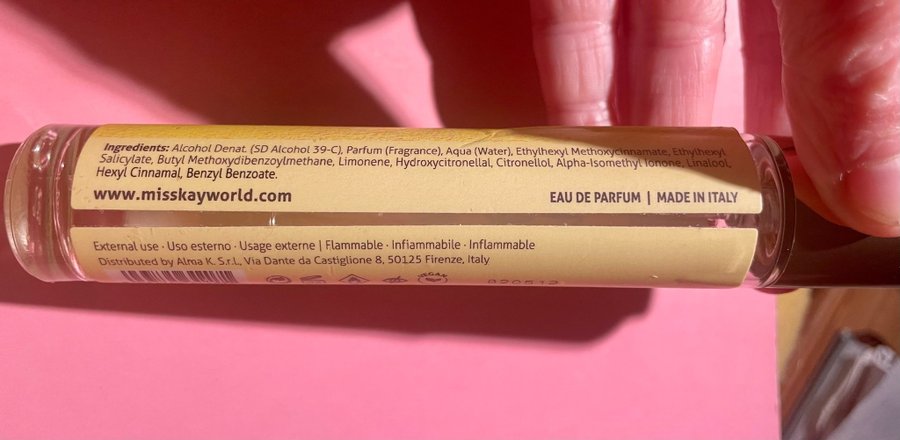 Ingredients: Alcohol Denat. (SD Alcohol 39-C), Parfum (Fragrance), Aqua (Water), Ethylhexyl Methoxycinnamate, Ethylhexyl
Salicylate, Butyl Methoxydibenzoylmethane, Limonene, Hydroxycitronellal, Citronellol, Alpha-Isomethyl Ionone, Linalool,
Hexyl Cinnamal, Benzyl Benzoate.
www.misskayworld.com EAU DE PARFUM | MADE IN ITALY
External use · Uso esterno · Usage externe | Flammable · Infiammabile · Inflammable
Distributed by Alma K. S.r.L, Via Dante da Castiglione 8, 50125 Firenze, Italy
VEGAN